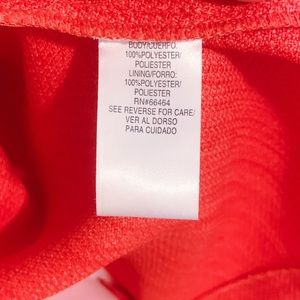 BODY/CUERPO:
100%POLYESTER/
POLIESTER
LINING/FORRO:
100%POLYESTER/
POLIESTER
RN#66464
SEE REVERSE FOR CARE/
VER AL DORSO
PARA CUIDADO